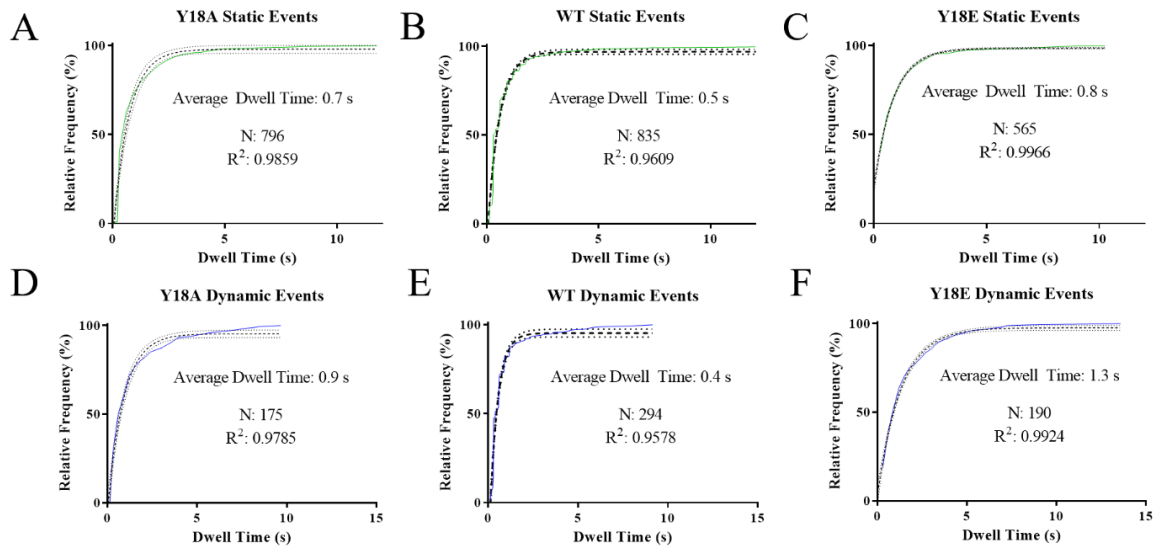 A
Y18A Static Events
Relative Frequency (%)
100
50
0
Average Dwell Time: 0.7 s
N: 796
R²: 0.9859
0 5 10
Dwell Time (s)
B
WT Static Events
Relative Frequency (%)
100
50
0
Average Dwell Time: 0.5 s
N: 835
R²: 0.9609
0 5 10
Dwell Time (s)
C
Y18E Static Events
Relative Frequency (%)
100
50
0
Average Dwell Time: 0.8 s
N: 565
R²: 0.9966
0 5 10
Dwell Time (s)
D
Y18A Dynamic Events
Relative Frequency (%)
100
50
0
Average Dwell Time: 0.9 s
N: 175
R²: 0.9785
0 5 10 15
Dwell Time (s)
E
WT Dynamic Events
Relative Frequency (%)
100
50
0
Average Dwell Time: 0.4 s
N: 294
R²: 0.9578
0 5 10 15
Dwell Time (s)
F
Y18E Dynamic Events
Relative Frequency (%)
100
50
0
Average Dwell Time: 1.3 s
N: 190
R²: 0.9924
0 5 10 15
Dwell Time (s)